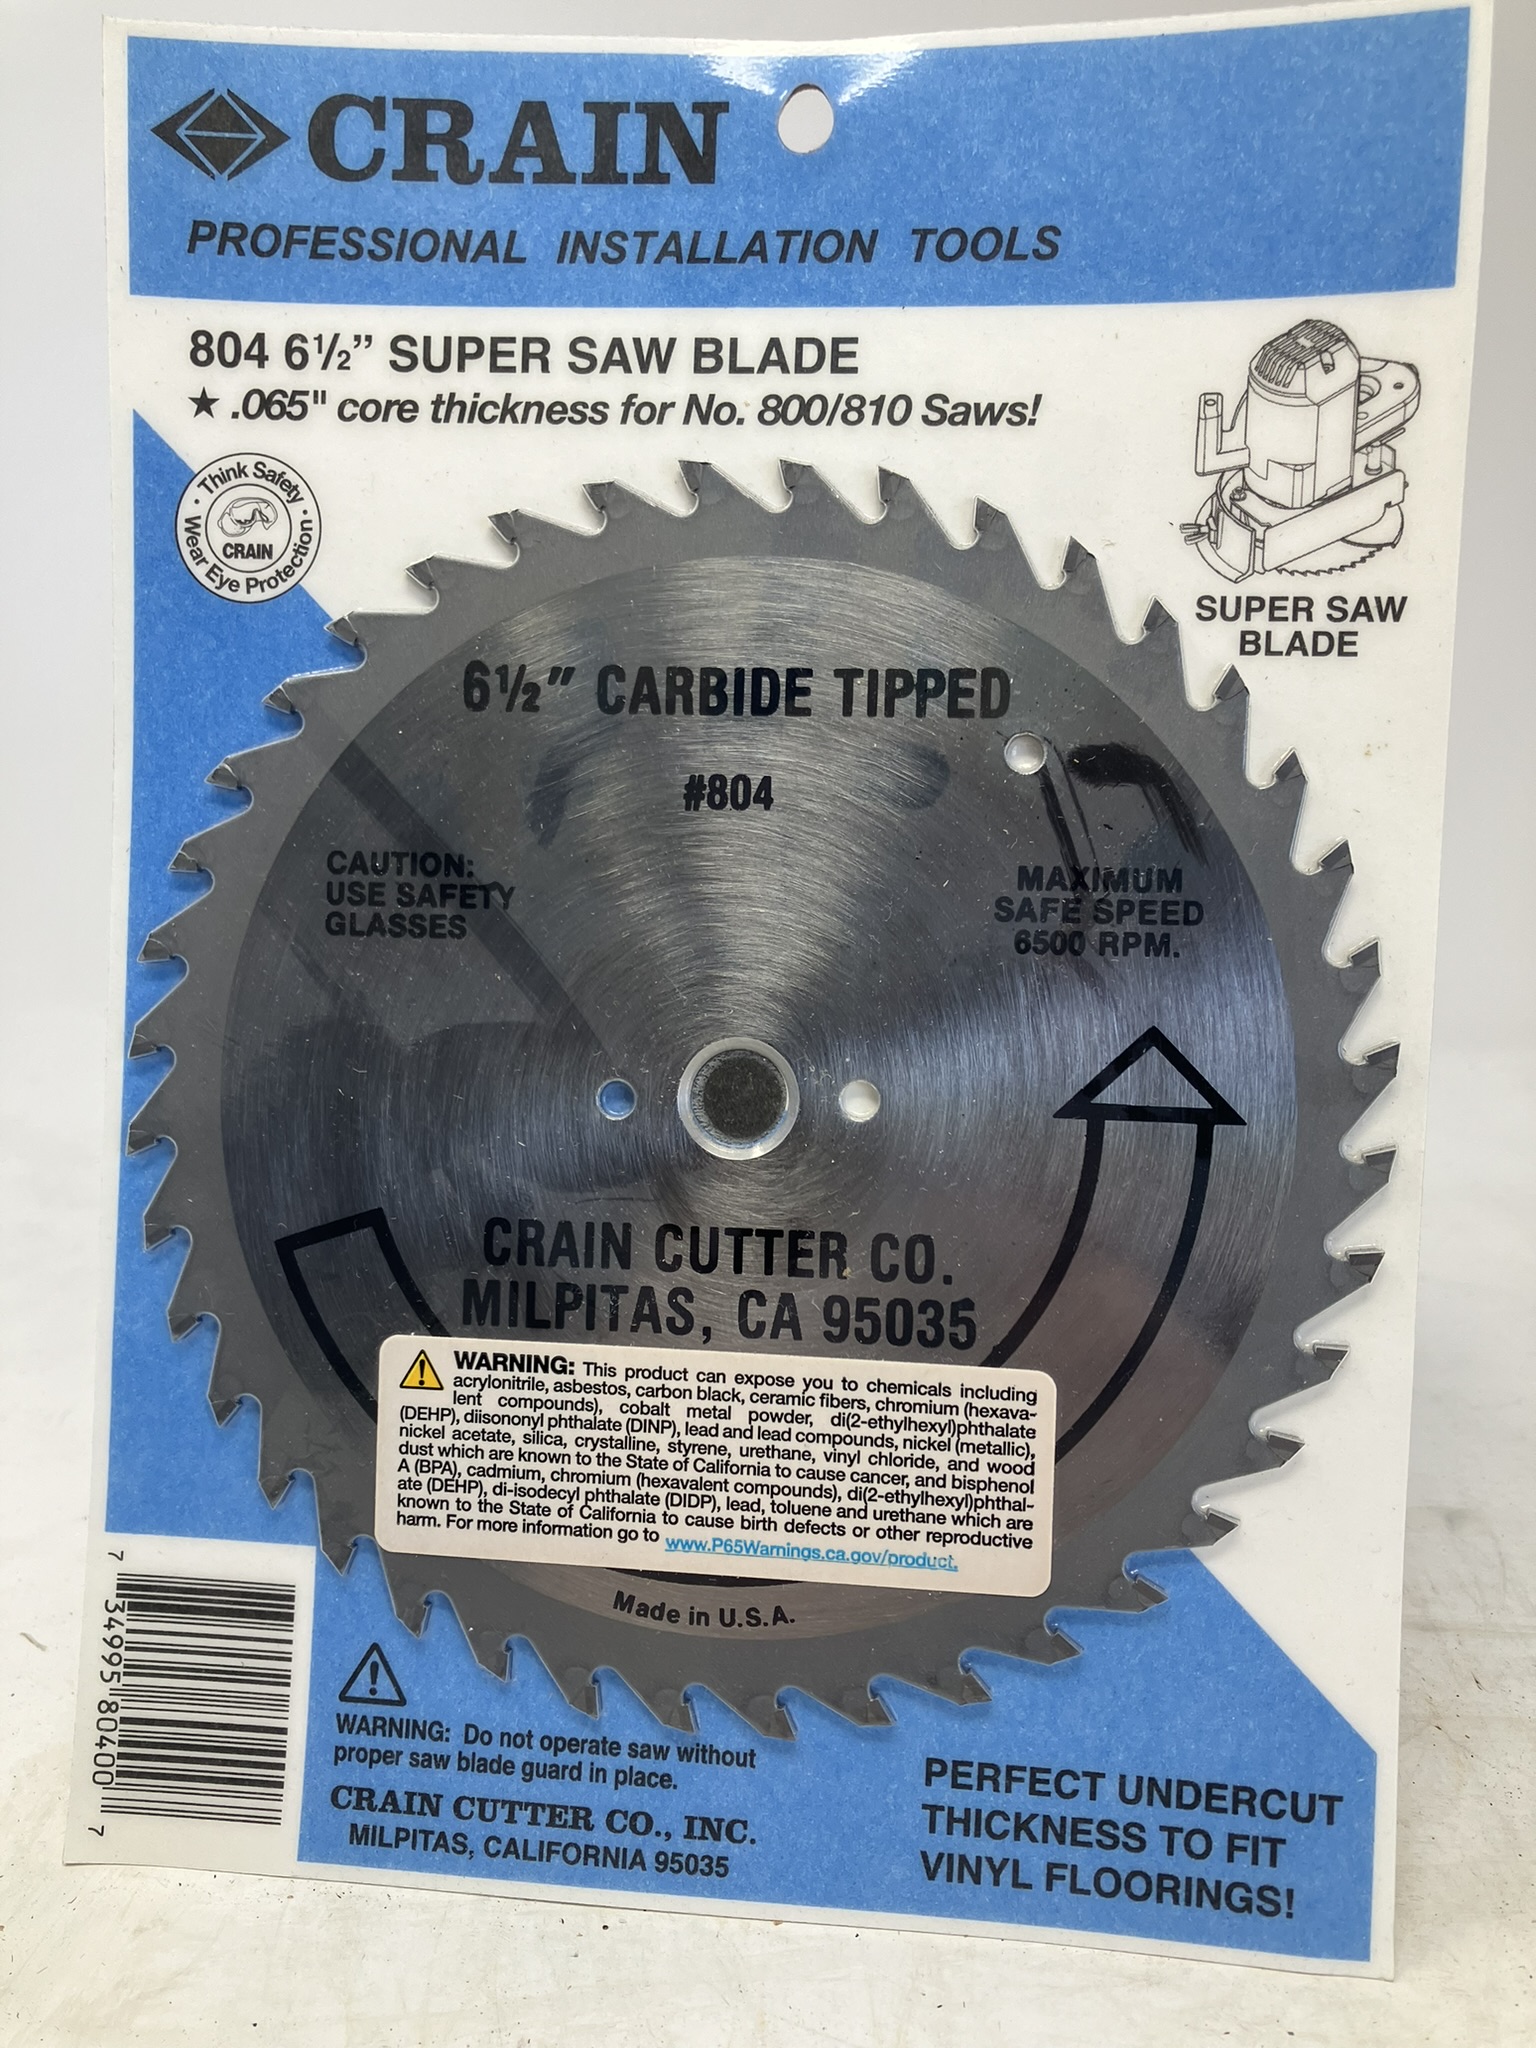 CRAIN
PROFESSIONAL INSTALLATION TOOLS
804 6½” SUPER SAW BLADE
★ .065" core thickness for No. 800/810 Saws!
• Think Safety •
Wear Eye Protection
CRAIN
SUPER SAW
BLADE
6½” CARBIDE TIPPED
#804
CAUTION:
USE SAFETY
GLASSES
MAXIMUM
SAFE SPEED
6500 RPM.
CRAIN CUTTER CO.
MILPITAS, CA 95035
WARNING: This product can expose you to chemicals including
acrylonitrile, asbestos, carbon black, ceramic fibers, chromium (hexava-
lent compounds), cobalt metal powder, di(2-ethylhexyl)phthalate
(DEHP), diisononyl phthalate (DINP), lead and lead compounds, nickel (metallic),
nickel acetate, silica, crystalline, styrene, urethane, vinyl chloride, and wood
dust which are known to the State of California to cause cancer, and bisphenol
A (BPA), cadmium, chromium (hexavalent compounds), di(2-ethylhexyl)phthal-
ate (DEHP), di-isodecyl phthalate (DIDP), lead, toluene and urethane which are
known to the State of California to cause birth defects or other reproductive
harm. For more information go to www.P65Warnings.ca.gov/product.
Made in U.S.A.
7 34995 80400 7
WARNING: Do not operate saw without
proper saw blade guard in place.
CRAIN CUTTER CO., INC.
MILPITAS, CALIFORNIA 95035
PERFECT UNDERCUT
THICKNESS TO FIT
VINYL FLOORINGS!